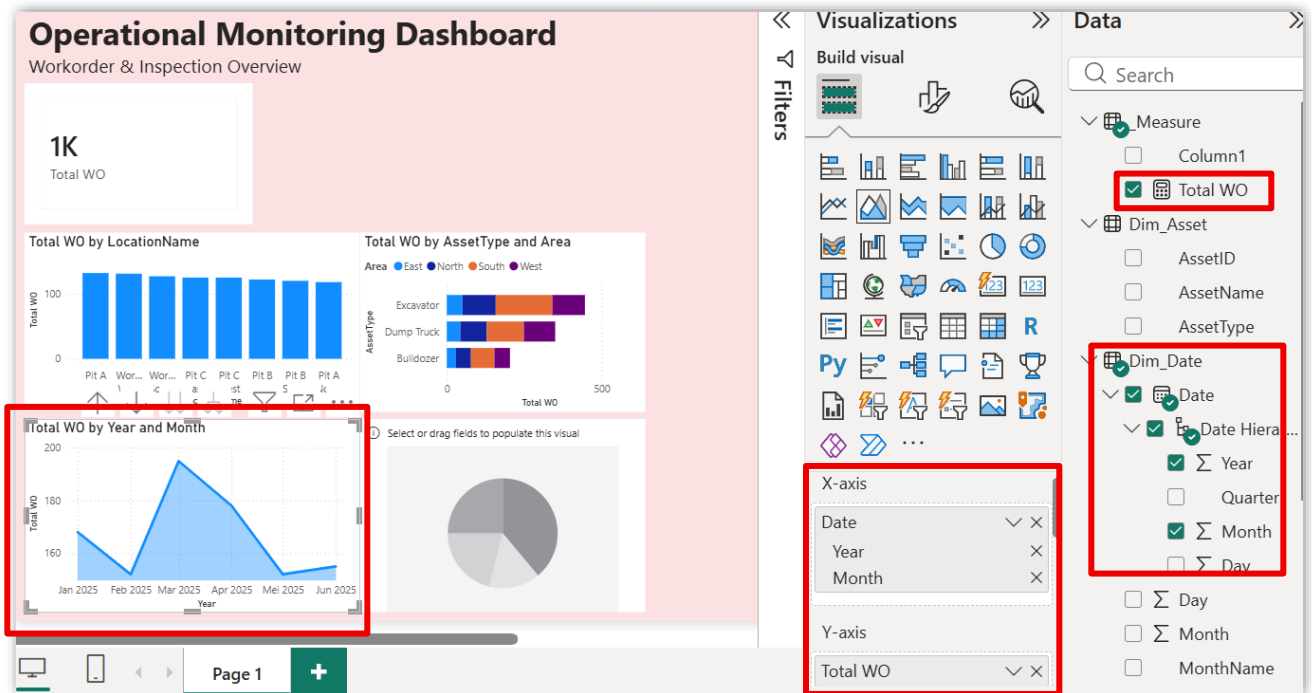 Operational Monitoring Dashboard
Workorder & Inspection Overview
1K
Total WO
Total WO by LocationName
Total WO
100
0
Pit A Wor... Wor... Pit C Pit C Pit B Pit B Pit A
Total WO by AssetType and Area
Area East North South West
AssetType
Excavator
Dump Truck
Bulldozer
0 500
Total WO
Total WO by Year and Month
Total WO
200
180
160
Jan 2025 Feb 2025 Mar 2025 Apr 2025 Mei 2025 Jun 2025
Year
Select or drag fields to populate this visual
Page 1
Filters
Visualizations
Build visual
123
123
R
Py
...
X-axis
Date
Year
Month
Y-axis
Total WO
Data
Search
_Measure
Column1
Total WO
Dim_Asset
AssetID
AssetName
AssetType
Dim_Date
Date
Date Hiera...
Year
Quarter
Month
Day
Day
Month
MonthName